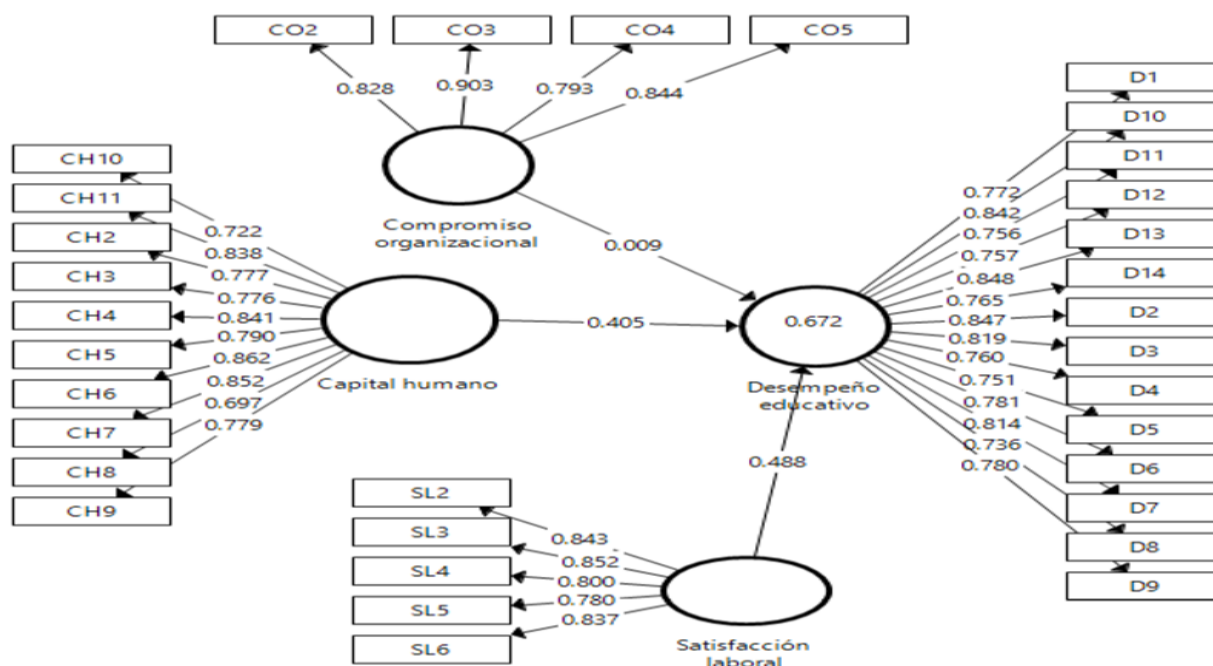 CO2
CO3
CO4
CO5
0.828
0.903
0.793
0.844
Compromiso
organizacional
0.009
CH10
CH11
CH2
CH3
CH4
CH5
CH6
CH7
CH8
CH9
0.722
0.838
0.777
0.776
0.841
0.790
0.862
0.852
0.697
0.779
Capital humano
0.405
0.672
Desempeño
educativo
0.488
D1
D10
D11
D12
D13
D14
D2
D3
D4
D5
D6
D7
D8
D9
0.772
0.842
0.756
0.757
0.848
0.765
0.847
0.819
0.760
0.751
0.781
0.814
0.736
0.780
SL2
SL3
SL4
SL5
SL6
0.843
0.852
0.800
0.780
0.837
Satisfacción
laboral